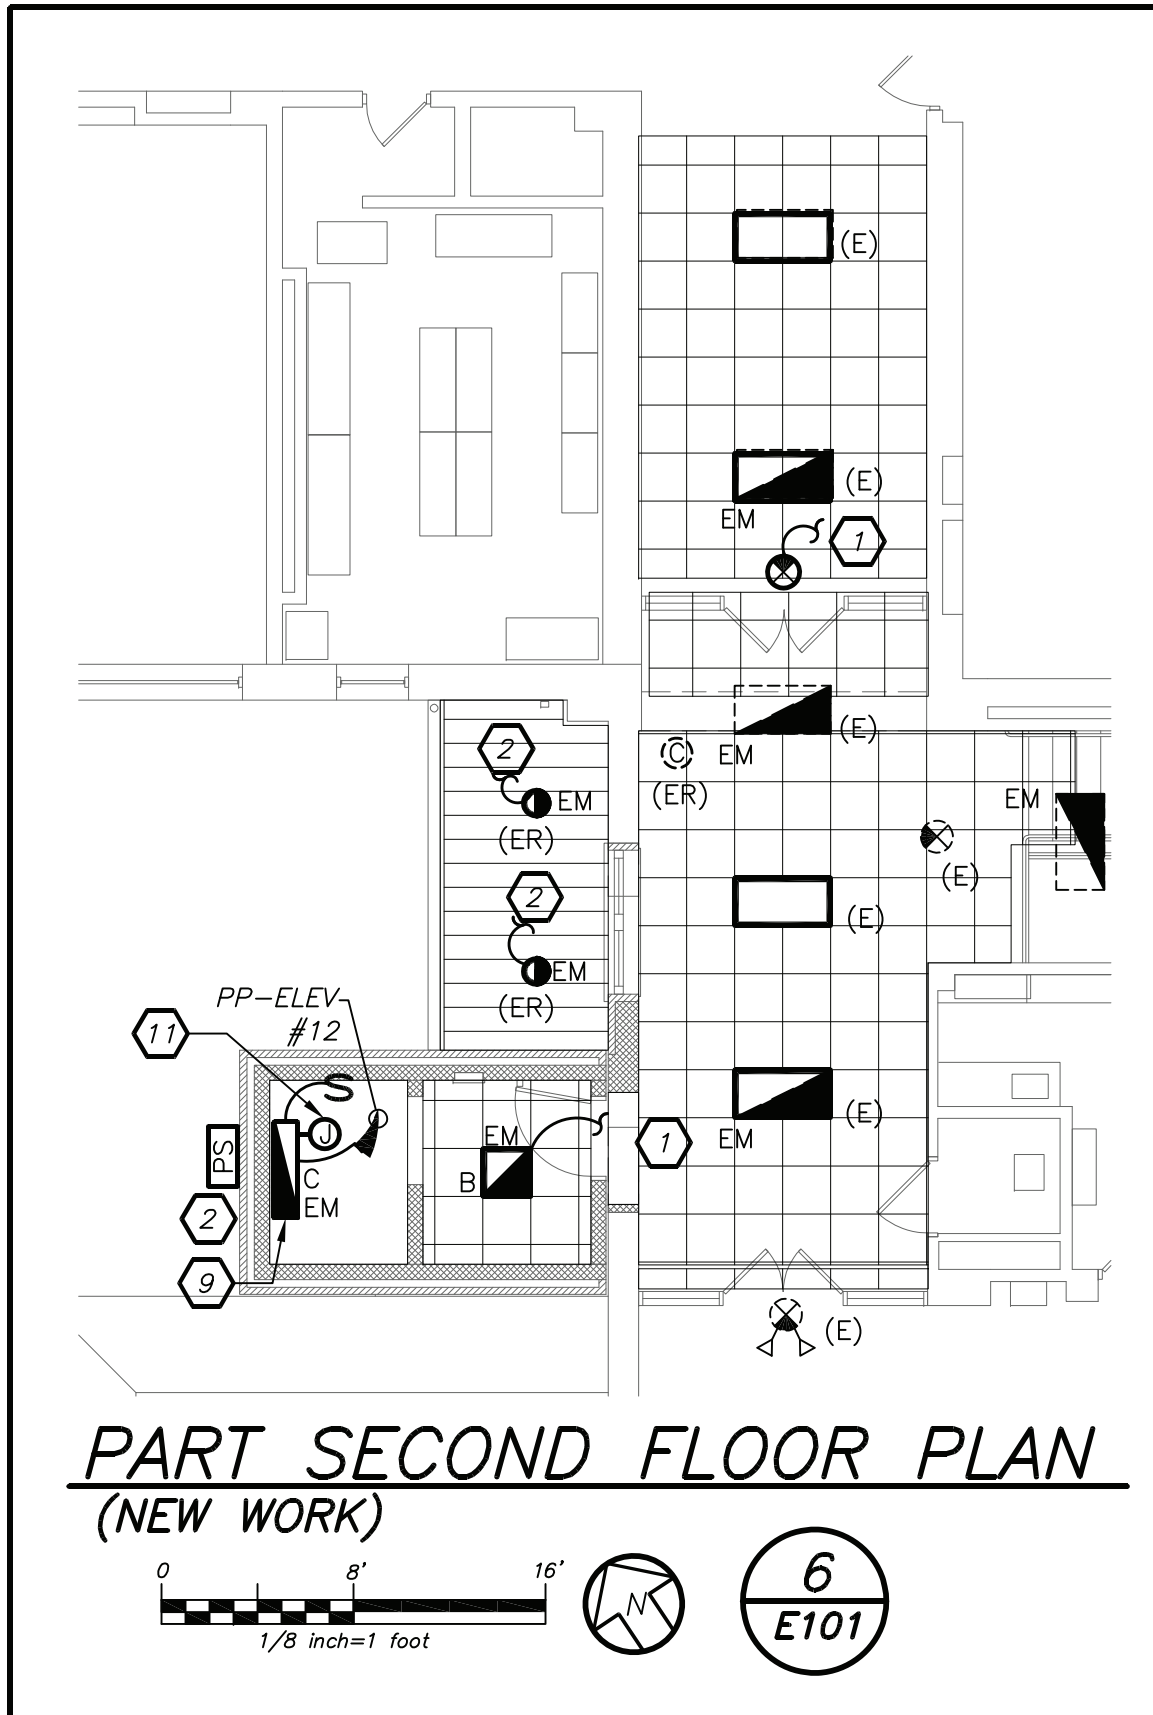 (E)
(E)
EM
1
(E)
C
EM
(ER)
2
EM
(ER)
EM
(E)
2
EM
(ER)
(E)
PP-ELEV
#12
11
S
J
PS
C
EM
EM
B
1
(E)
EM
2
9
(E)
PART SECOND FLOOR PLAN
(NEW WORK)
0 8' 16'
1/8 inch=1 foot
N
6
E101